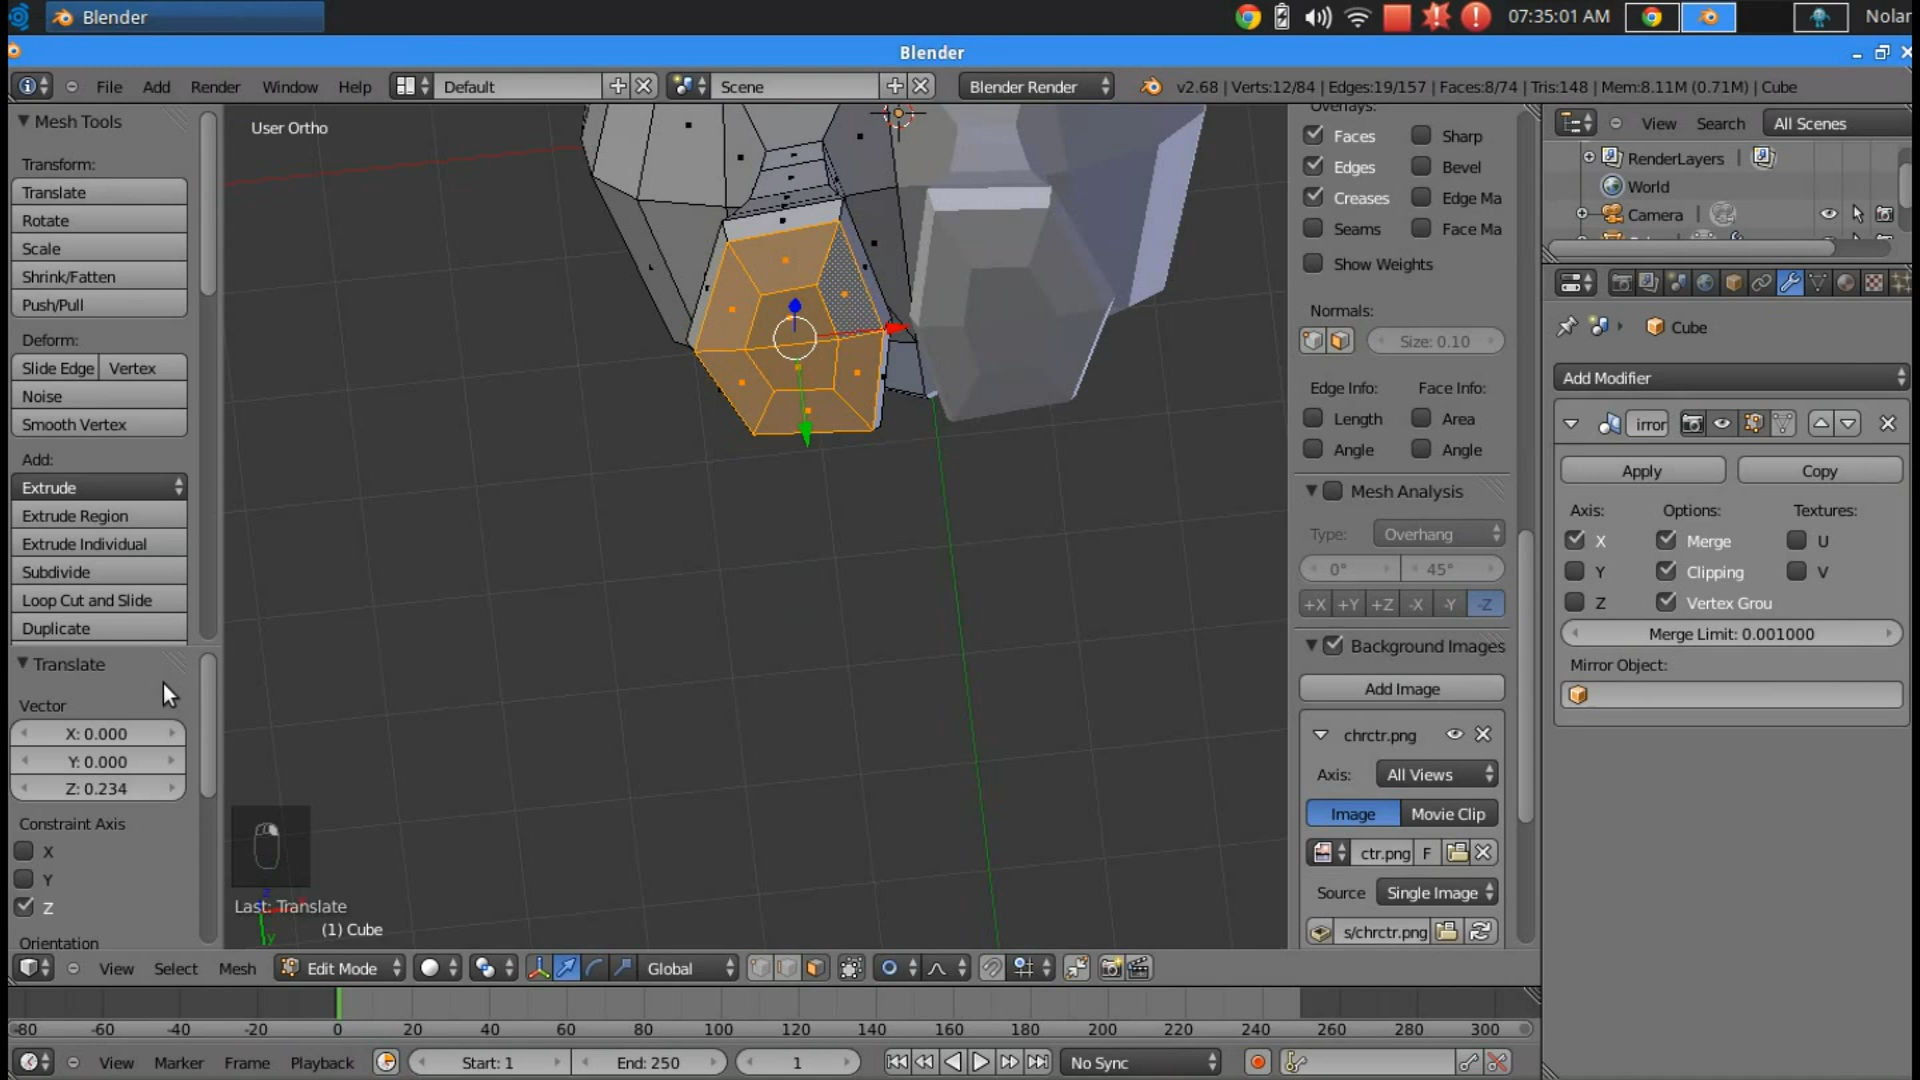 Blender
07:35:01 AM
Nolan
Blender
File Add Render Window Help
Default
Scene
Blender Render
v2.68 | Verts:12/84 | Edges:19/157 | Faces:8/74 | Tris:148 | Mem:8.11M (0.71M) | Cube
Mesh Tools
Transform:
Translate
Rotate
Scale
Shrink/Fatten
Push/Pull
Deform:
Slide Edge Vertex
Noise
Smooth Vertex
Add:
Extrude
Extrude Region
Extrude Individual
Subdivide
Loop Cut and Slide
Duplicate
Translate
Vector
X: 0.000
Y: 0.000
Z: 0.234
Constraint Axis
X
Y
Z
Orientation
User Ortho
Last: Translate
(1) Cube
z
y
Overlays:
Faces Sharp
Edges Bevel
Creases Edge Ma
Seams Face Ma
Show Weights
Normals:
Size: 0.10
Edge Info: Face Info:
Length Area
Angle Angle
Mesh Analysis
Type: Overhang
0° 45°
+X +Y +Z -X -Y -Z
Background Images
Add Image
chrctr.png
Axis: All Views
Image Movie Clip
ctr.png F
Source Single Image
s/chrctr.png
View Search All Scenes
RenderLayers
World
Camera
Cube
Add Modifier
irror
Apply Copy
Axis: Options: Textures:
X Merge U
Y Clipping V
Z Vertex Grou
Merge Limit: 0.001000
Mirror Object:
View Select Mesh Edit Mode Global
-80 -60 -40 -20 0 20 40 60 80 100 120 140 160 180 200 220 240 260 280 300
View Marker Frame Playback Start: 1 End: 250 1 No Sync